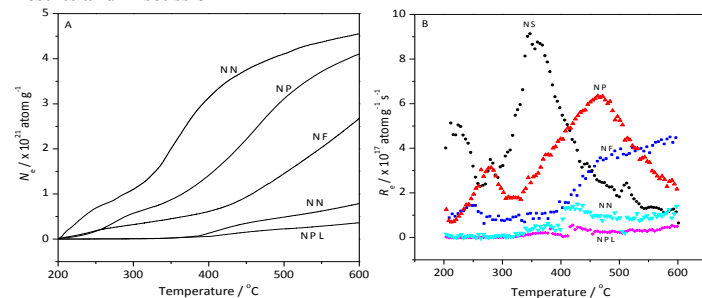 A
N_e / x 10^21 atom g^-1
5
4
3
2
1
0
NN
NP
NF
NN
NPL
200 300 400 500 600
Temperature / °C
B
R_e / x 10^17 atom g^-1 s^-1
10
8
6
4
2
0
NS
NP
NF
NN
NPL
200 300 400 500 600
Temperature / °C